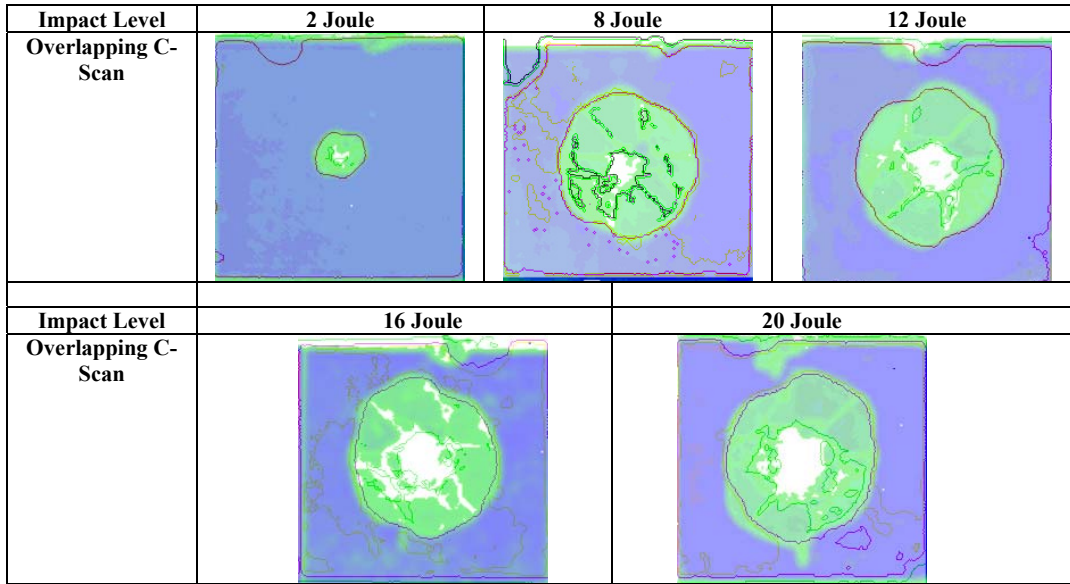 Impact Level 2 Joule 8 Joule 12 Joule
Overlapping C-
Scan
Impact Level 16 Joule 20 Joule
Overlapping C-
Scan